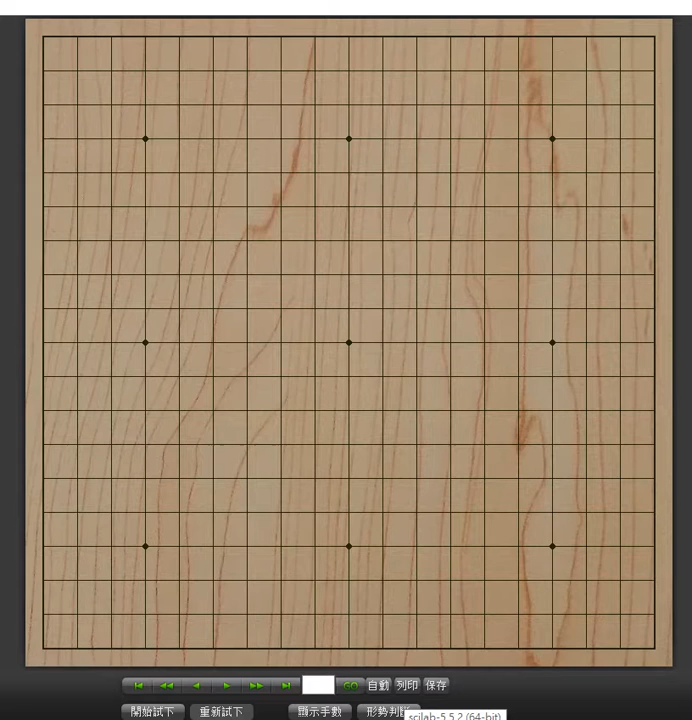 GO 自動 列印 保存
開始試下 重新試下 顯示手數 形勢判斷
scilab-5.5.2 (64-bit)